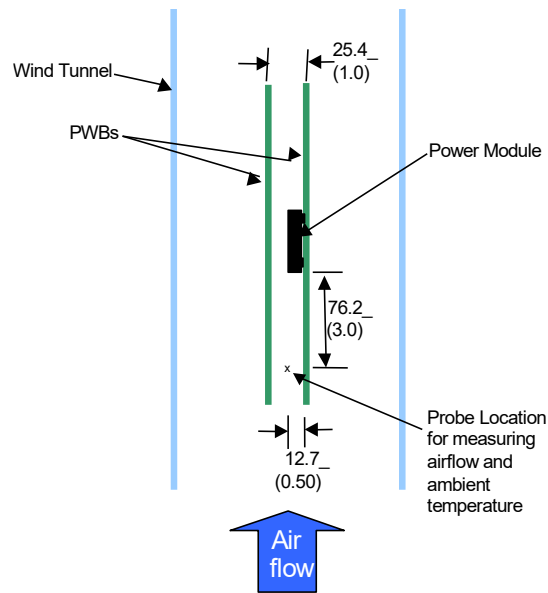 25.4_
(1.0)
Wind Tunnel
PWBs
Power Module
76.2_
(3.0)
x
Probe Location
for measuring
airflow and
ambient
temperature
12.7_
(0.50)
Air
flow